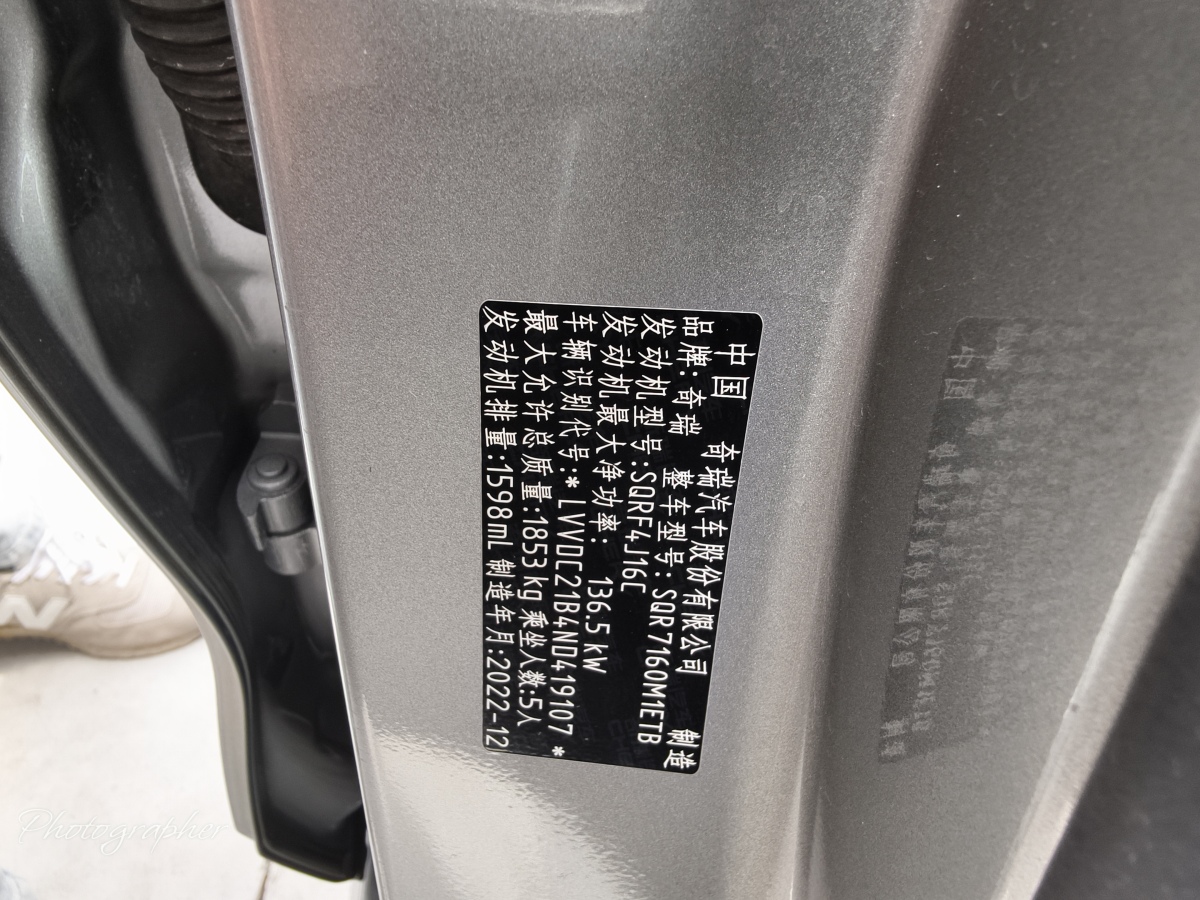 中国 奇瑞汽车股份有限公司 制造
品牌:奇瑞 整车型号:SQR7160M1ETB
发动机型号:SQRF4J16C
发动机最大净功率: 136.5 kW
车辆识别代号:*LVVDC21B4ND419107*
最大允许总质量:1853kg 乘坐人数:5人
发动机排量:1598mL 制造年月:2022-12
Photographer